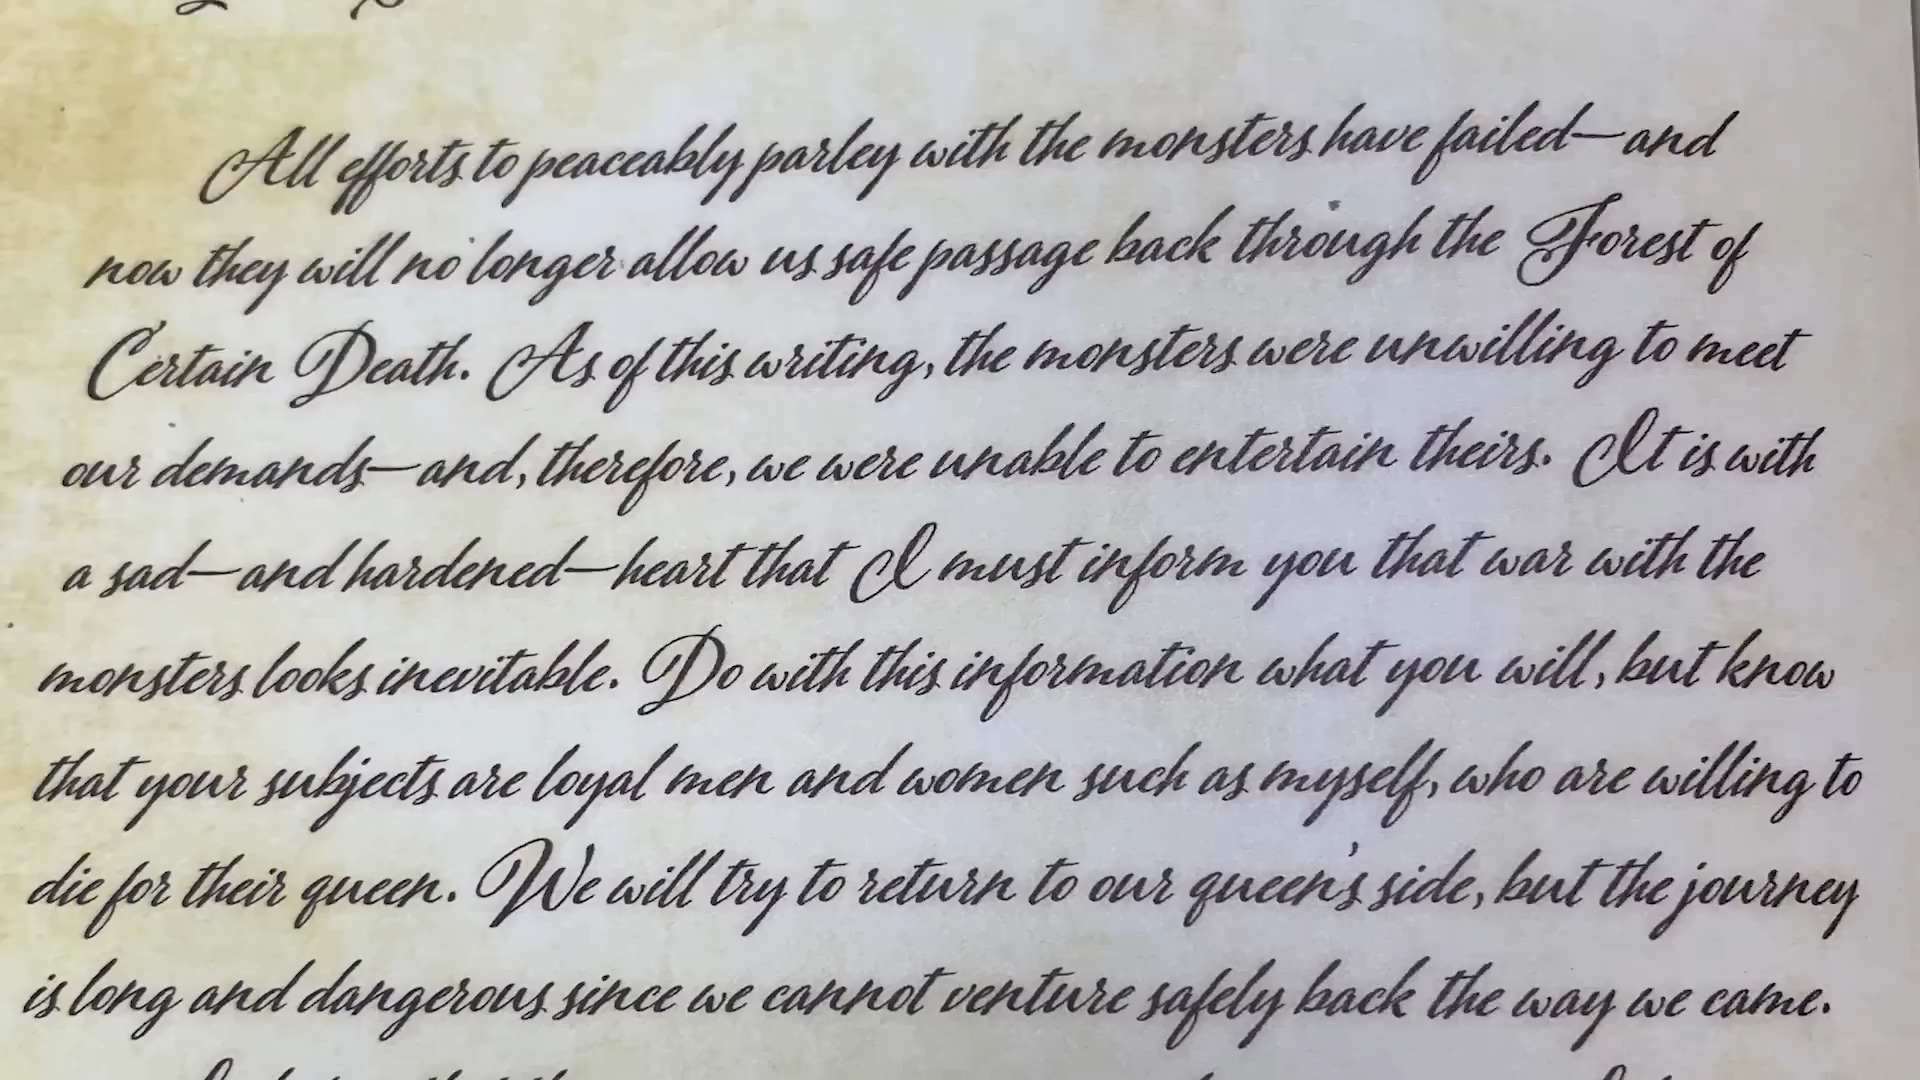 All efforts to peaceably parley with the monsters have failed—and
now they will no longer allow us safe passage back through the Forest of
Certain Death. As of this writing, the monsters were unwilling to meet
our demands—and, therefore, we were unable to entertain theirs. It is with
a sad—and hardened—heart that I must inform you that war with the
monsters looks inevitable. Do with this information what you will, but know
that your subjects are loyal men and women such as myself, who are willing to
die for their queen. We will try to return to our queen's side, but the journey
is long and dangerous since we cannot venture safely back the way we came.